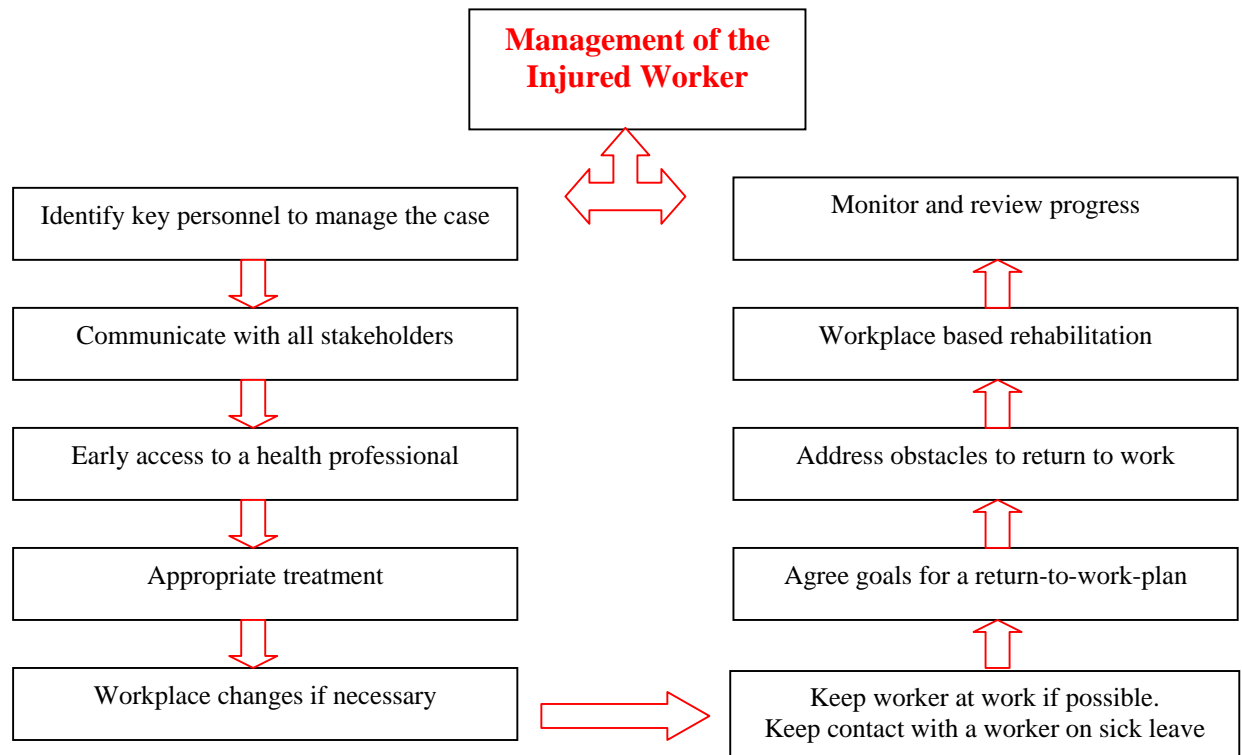 Management of the
Injured Worker
Identify key personnel to manage the case
Communicate with all stakeholders
Early access to a health professional
Appropriate treatment
Workplace changes if necessary
Keep worker at work if possible.
Keep contact with a worker on sick leave
Agree goals for a return-to-work-plan
Address obstacles to return to work
Workplace based rehabilitation
Monitor and review progress